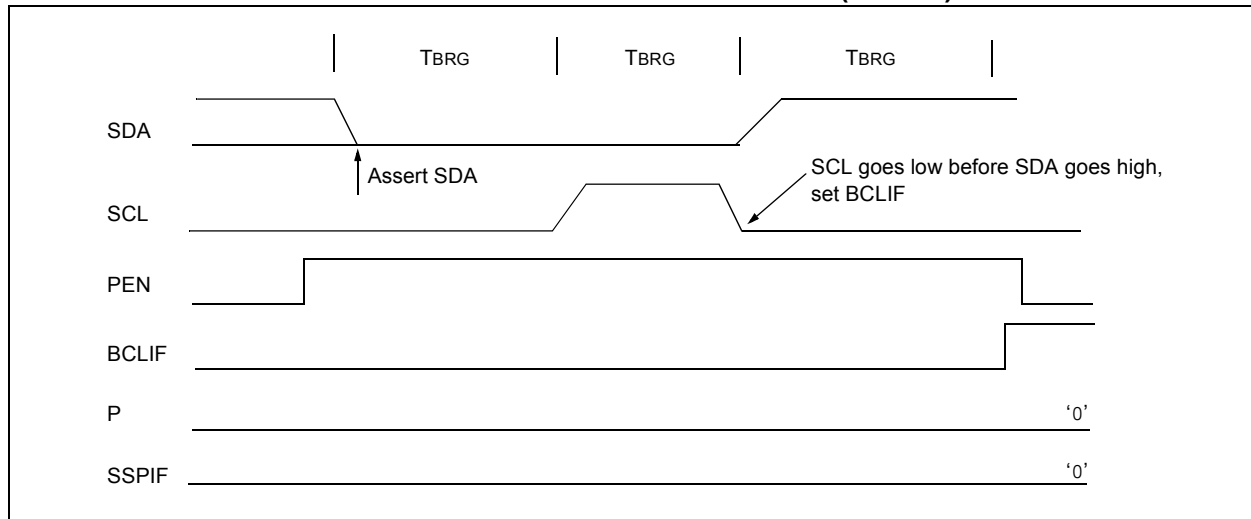 TBRG TBRG TBRG
SDA
Assert SDA
SCL goes low before SDA goes high,
set BCLIF
SCL
PEN
BCLIF
P
‘0’
SSPIF
‘0’